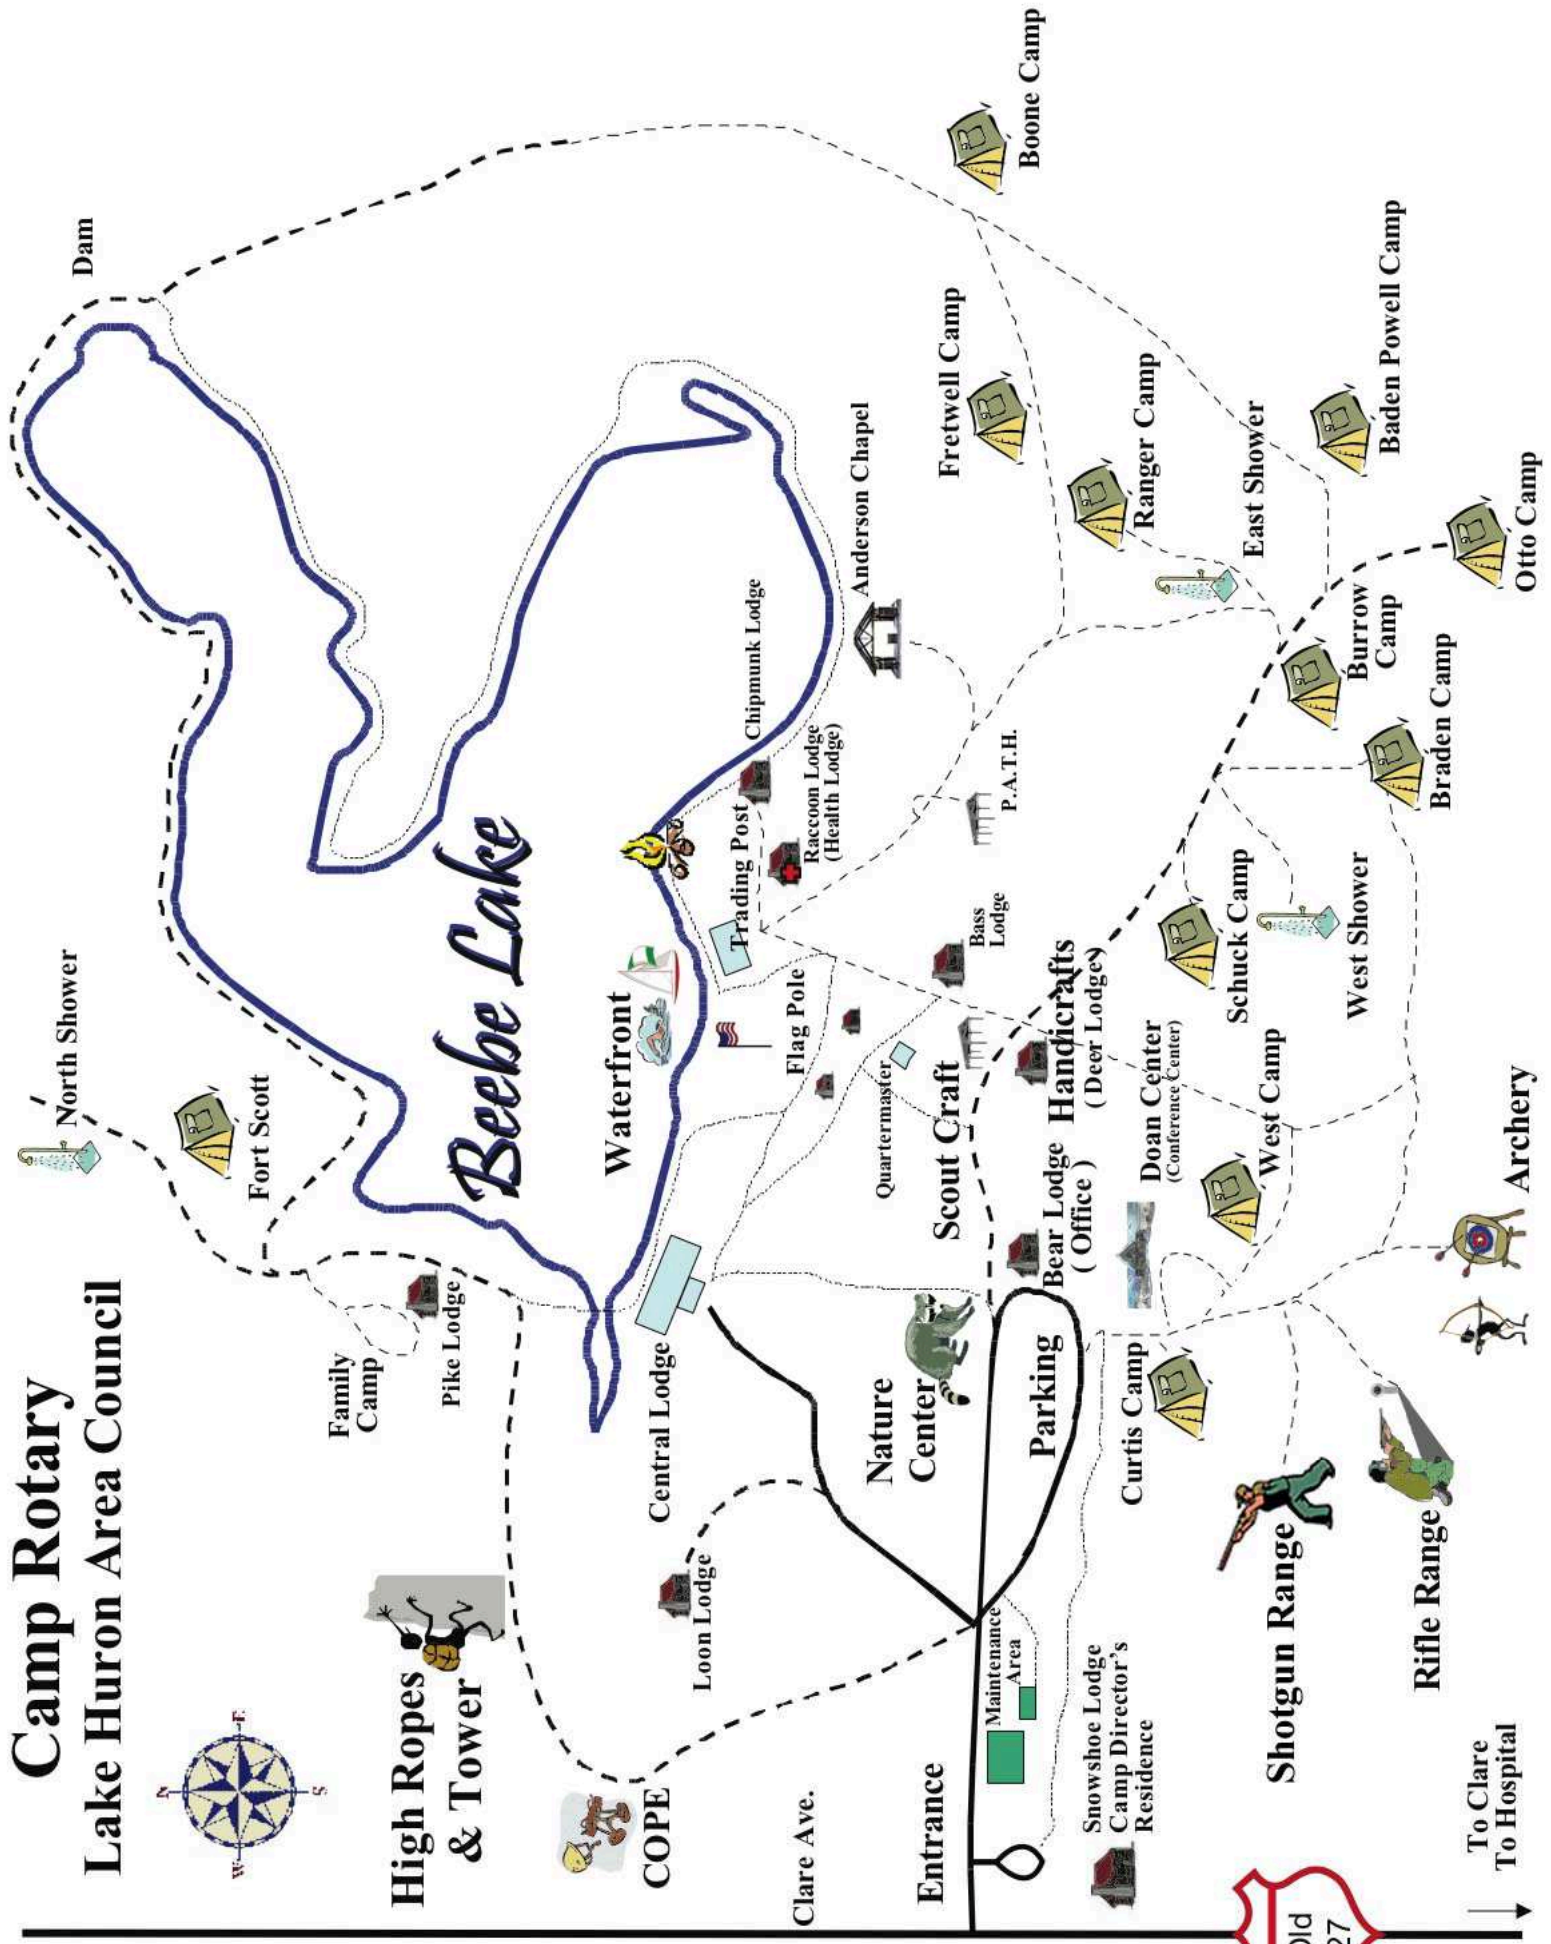 Camp Rotary
Lake Huron Area Council
N
W
E
S
North Shower
Fort Scott
Dam
Family
Camp
Pike Lodge
High Ropes
& Tower
COPE
Beebe Lake
Waterfront
Central Lodge
Loon Lodge
Flag Pole
Trading Post
Chipmunk Lodge
Raccoon Lodge
(Health Lodge)
Anderson Chapel
Clare Ave.
Nature
Center
Quartermaster
Scout Craft
Bass
Lodge
P.A.T.H.
Fretwell Camp
Boone Camp
Entrance
Maintenance
Area
Parking
Bear Lodge
( Office )
Handicrafts
( Deer Lodge)
Ranger Camp
Snowshoe Lodge
Camp Director's
Residence
Curtis Camp
Doan Center
(Conference Center)
West Camp
Schuck Camp
East Shower
West Shower
Burrow
Camp
Baden Powell Camp
Braden Camp
Otto Camp
Shotgun Range
Rifle Range
Archery
Old
27
To Clare
To Hospital